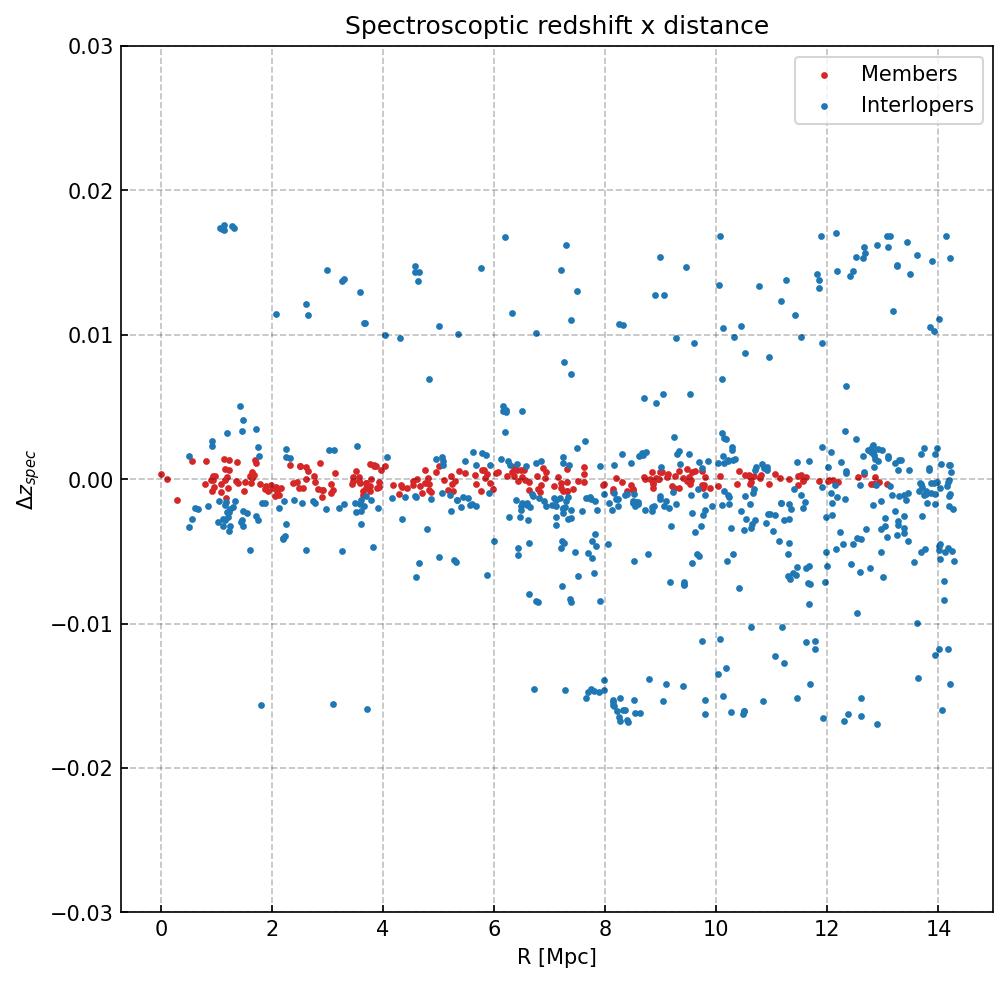 Spectroscoptic redshift x distance
0.03
0.02
0.01
0.00
−0.01
−0.02
−0.03
Δz_spec
Members
Interlopers
0 2 4 6 8 10 12 14
R [Mpc]